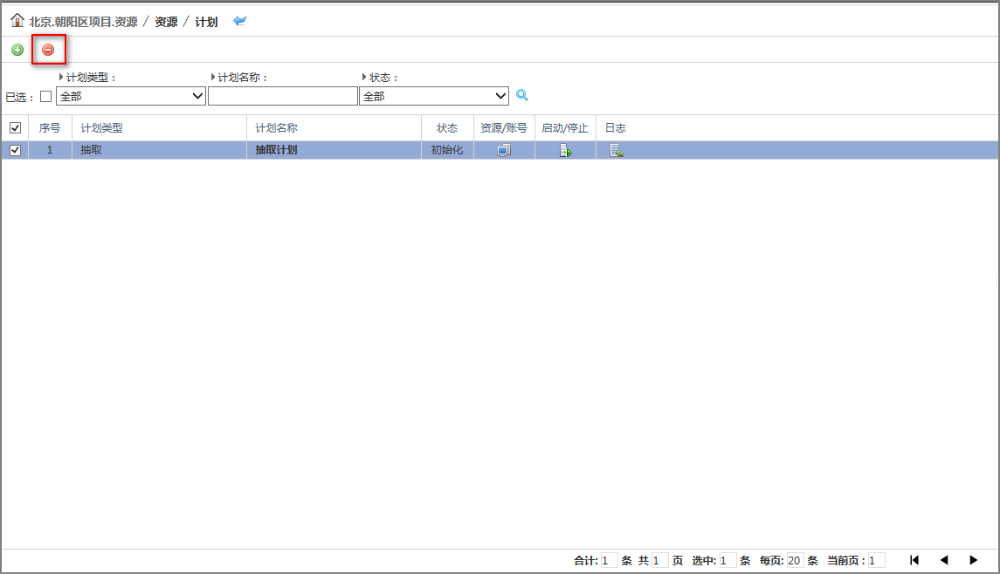 北京.朝阳区项目.资源 / 资源 / 计划
计划类型： 计划名称： 状态：
已选： 全部 全部
序号 计划类型 计划名称 状态 资源/账号 启动/停止 日志
1 抽取 抽取计划 初始化
合计: 1 条 共 1 页 选中: 1 条 每页: 20 条 当前页: 1